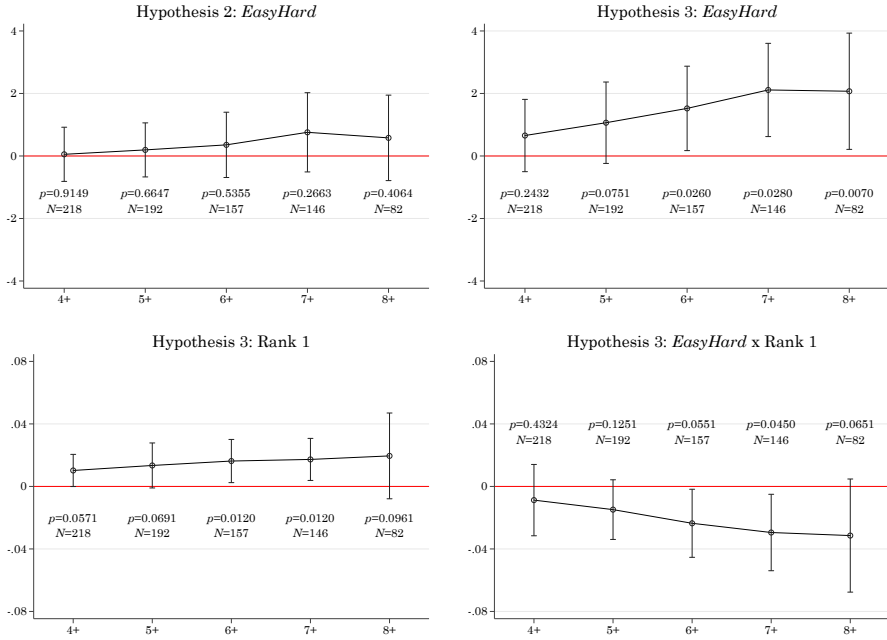 Hypothesis 2: EasyHard
4
2
0
-2
-4
p=0.9149 p=0.6647 p=0.5355 p=0.2663 p=0.4064
N=218 N=192 N=157 N=146 N=82
4+ 5+ 6+ 7+ 8+
Hypothesis 3: EasyHard
4
2
0
-2
-4
p=0.2432 p=0.0751 p=0.0260 p=0.0280 p=0.0070
N=218 N=192 N=157 N=146 N=82
4+ 5+ 6+ 7+ 8+
Hypothesis 3: Rank 1
.08
.04
0
-.04
-.08
p=0.0571 p=0.0691 p=0.0120 p=0.0120 p=0.0961
N=218 N=192 N=157 N=146 N=82
4+ 5+ 6+ 7+ 8+
Hypothesis 3: EasyHard x Rank 1
.08
.04
0
-.04
-.08
p=0.4324 p=0.1251 p=0.0551 p=0.0450 p=0.0651
N=218 N=192 N=157 N=146 N=82
4+ 5+ 6+ 7+ 8+